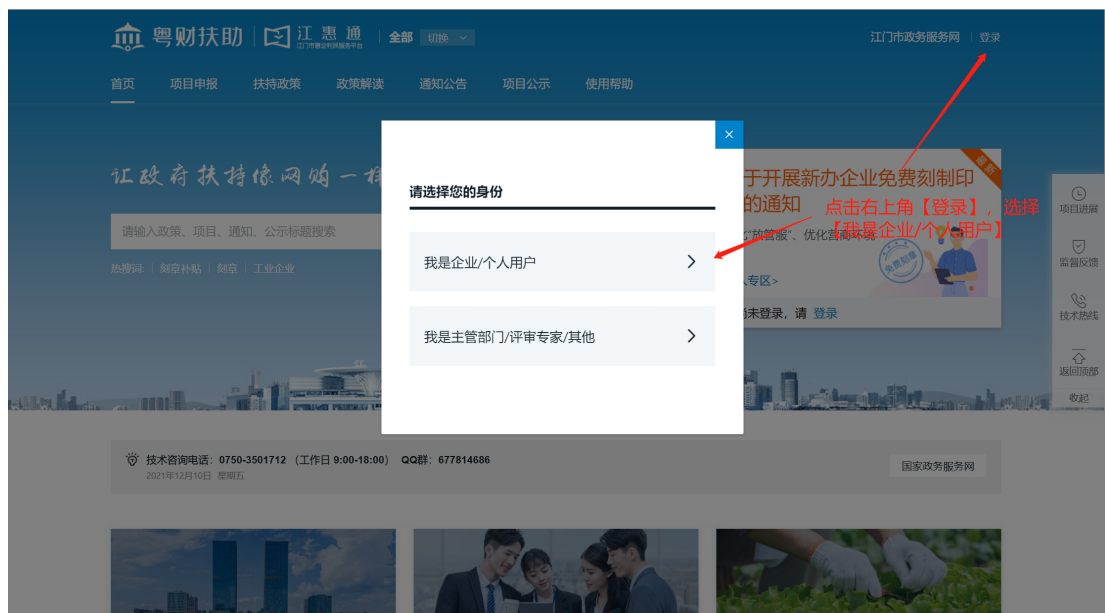 粤财扶助 江惠通 全部 切换
江门市惠企利民服务平台
江门市政务服务网 登录
首页 项目申报 扶持政策 政策解读 通知公告 项目公示 使用帮助
让政府扶持像网购一样
请选择您的身份
我是企业/个人用户
我是主管部门/评审专家/其他
请输入政策、项目、通知、公示标题搜索
热搜词: 刻章补贴 刻章 工业企业
最新
于开展新办企业免费刻制印
的通知
点击右上角【登录】，选择
【我是企业/个人用户】
化“放管服”、优化营商环境
免费刻章
人专区>
尚未登录，请 登录
项目进展
监督反馈
技术热线
返回顶部
收起
技术咨询电话：0750-3501712 （工作日 9:00-18:00） QQ群：677814686
2021年12月10日 星期五
国家政务服务网